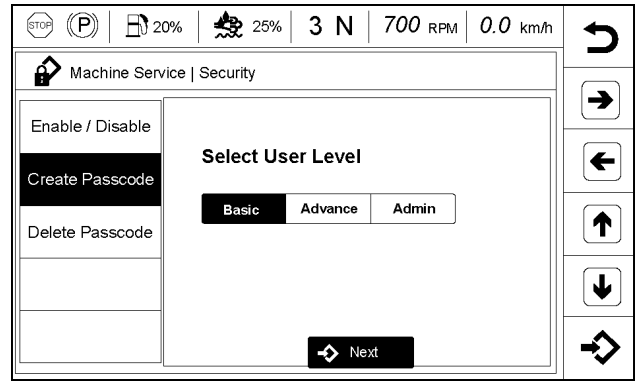 STOP (P) 20% 25% 3 N 700 RPM 0.0 km/h
Machine Service | Security
Enable / Disable
Create Passcode
Delete Passcode
Select User Level
Basic Advance Admin
Next